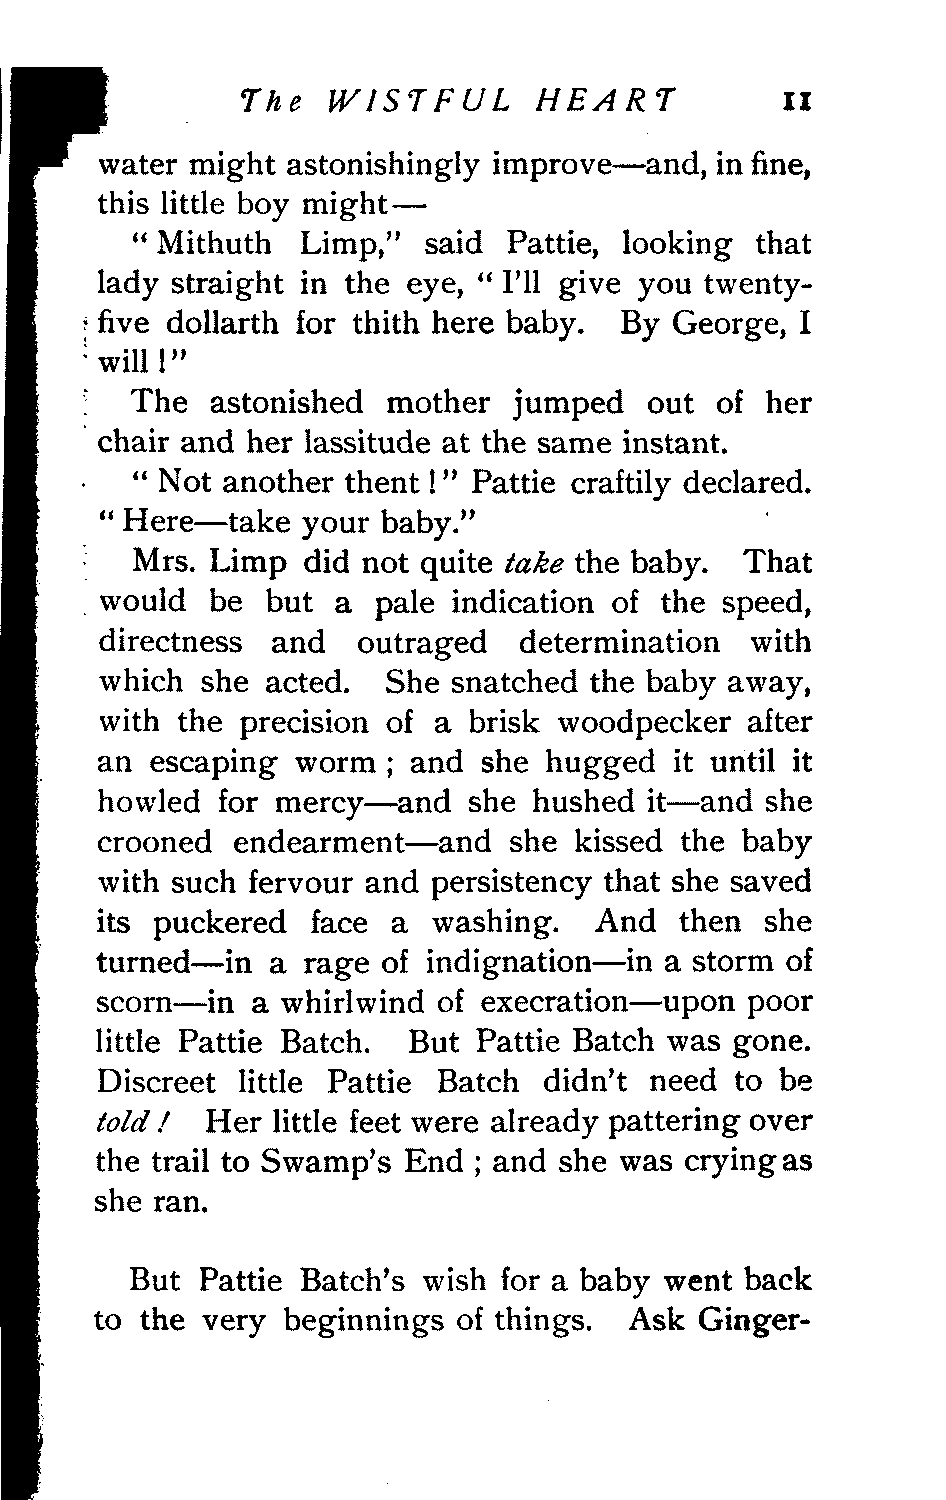 The WISTFUL HEART 11
water might astonishingly improve—and, in fine,
this little boy might—
“ Mithuth Limp,” said Pattie, looking that
lady straight in the eye, “ I’ll give you twenty-
five dollarth for thith here baby. By George, I
will !”
The astonished mother jumped out of her
chair and her lassitude at the same instant.
“ Not another thent ! ” Pattie craftily declared.
“ Here—take your baby.”
Mrs. Limp did not quite take the baby. That
would be but a pale indication of the speed,
directness and outraged determination with
which she acted. She snatched the baby away,
with the precision of a brisk woodpecker after
an escaping worm ; and she hugged it until it
howled for mercy—and she hushed it—and she
crooned endearment—and she kissed the baby
with such fervour and persistency that she saved
its puckered face a washing. And then she
turned—in a rage of indignation—in a storm of
scorn—in a whirlwind of execration—upon poor
little Pattie Batch. But Pattie Batch was gone.
Discreet little Pattie Batch didn’t need to be
told ! Her little feet were already pattering over
the trail to Swamp’s End ; and she was crying as
she ran.
But Pattie Batch’s wish for a baby went back
to the very beginnings of things. Ask Ginger-